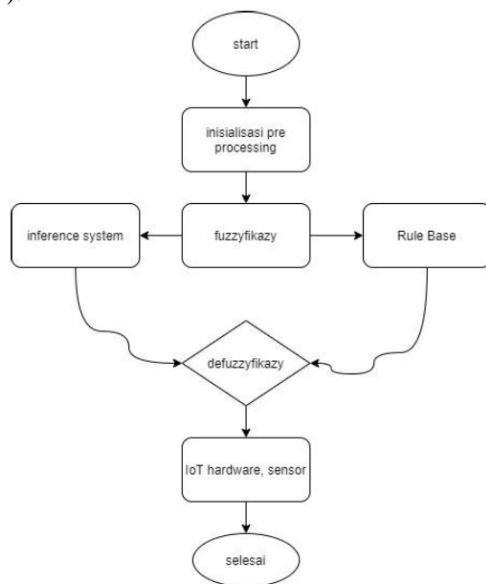 ).
start
inisialisasi pre
processing
inference system
fuzzyfikazy
Rule Base
defuzzyfikazy
IoT hardware, sensor
selesai